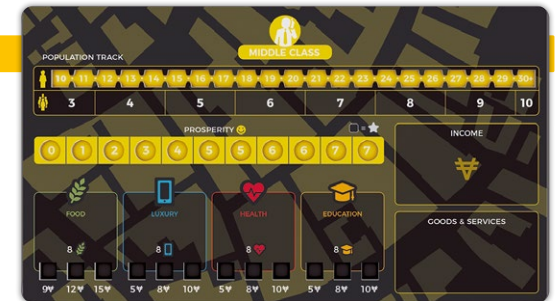 MIDDLE CLASS
POPULATION TRACK
10 11 12 13 14 15 16 17 18 19 20 21 22 23 24 25 26 27 28 29 30+
3 4 5 6 7 8 9 10
PROSPERITY
=
0 1 2 3 4 5 5 6 6 7 7
INCOME
FOOD LUXURY HEALTH EDUCATION
8 8 8 8
GOODS & SERVICES
9 12 15 5 8 10 5 8 10 5 8 10